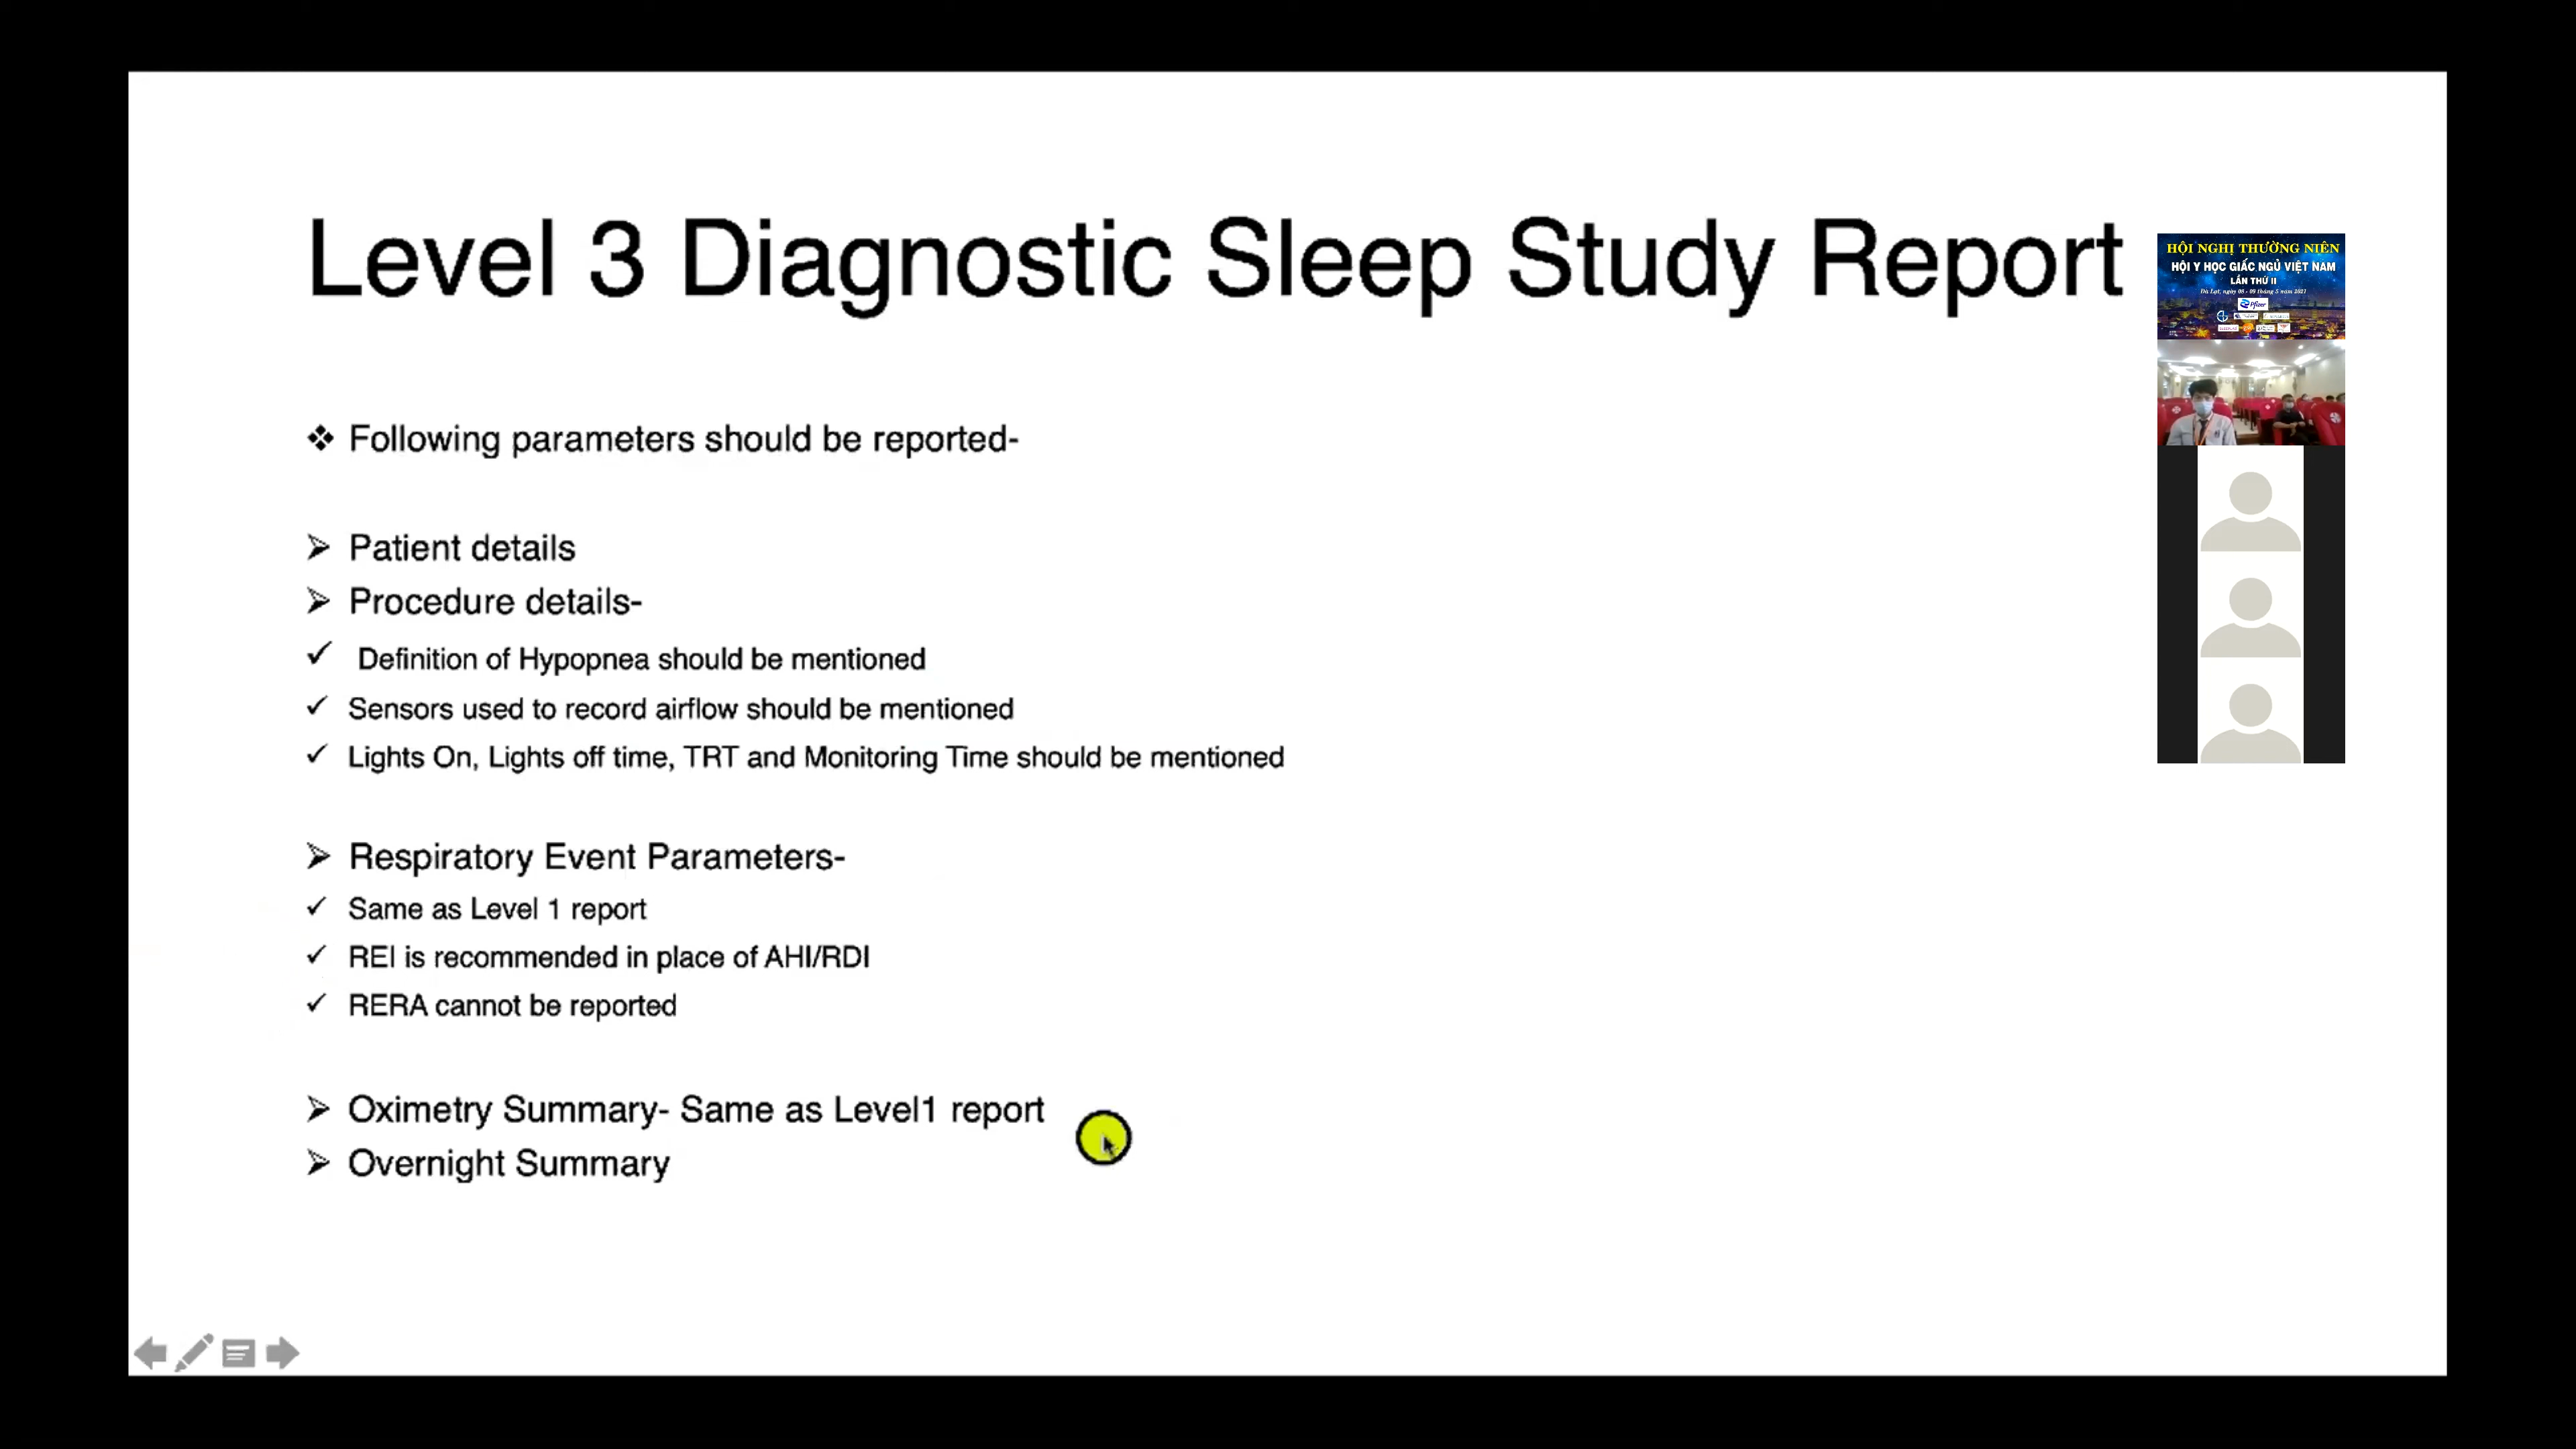 Level 3 Diagnostic Sleep Study Report
❖ Following parameters should be reported-
➢ Patient details
➢ Procedure details-
✓ Definition of Hypopnea should be mentioned
✓ Sensors used to record airflow should be mentioned
✓ Lights On, Lights off time, TRT and Monitoring Time should be mentioned
➢ Respiratory Event Parameters-
✓ Same as Level 1 report
✓ REI is recommended in place of AHI/RDI
✓ RERA cannot be reported
➢ Oximetry Summary- Same as Level1 report
➢ Overnight Summary
HỘI NGHỊ THƯỜNG NIÊN
HỘI Y HỌC GIẤC NGỦ VIỆT NAM
LẦN THỨ II
Pfizer